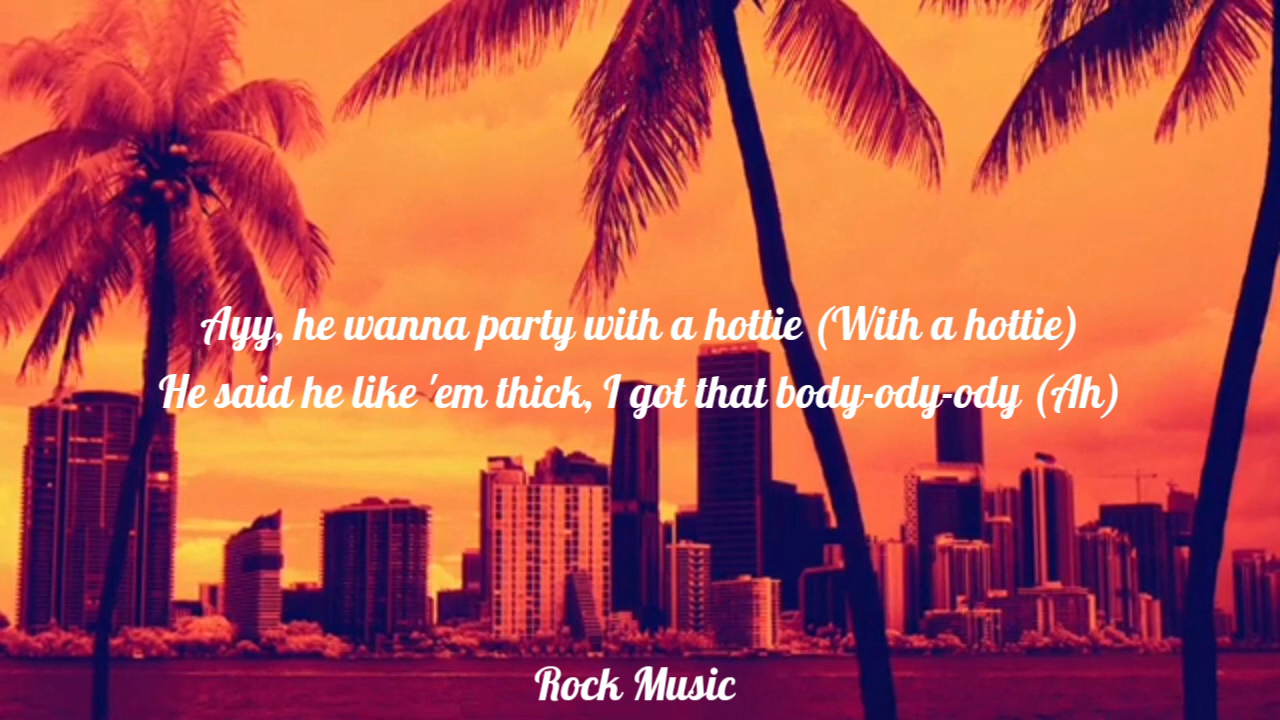 Ayy, he wanna party with a hottie (With a hottie)
He said he like 'em thick, I got that body-ody-ody (Ah)
Rock Music